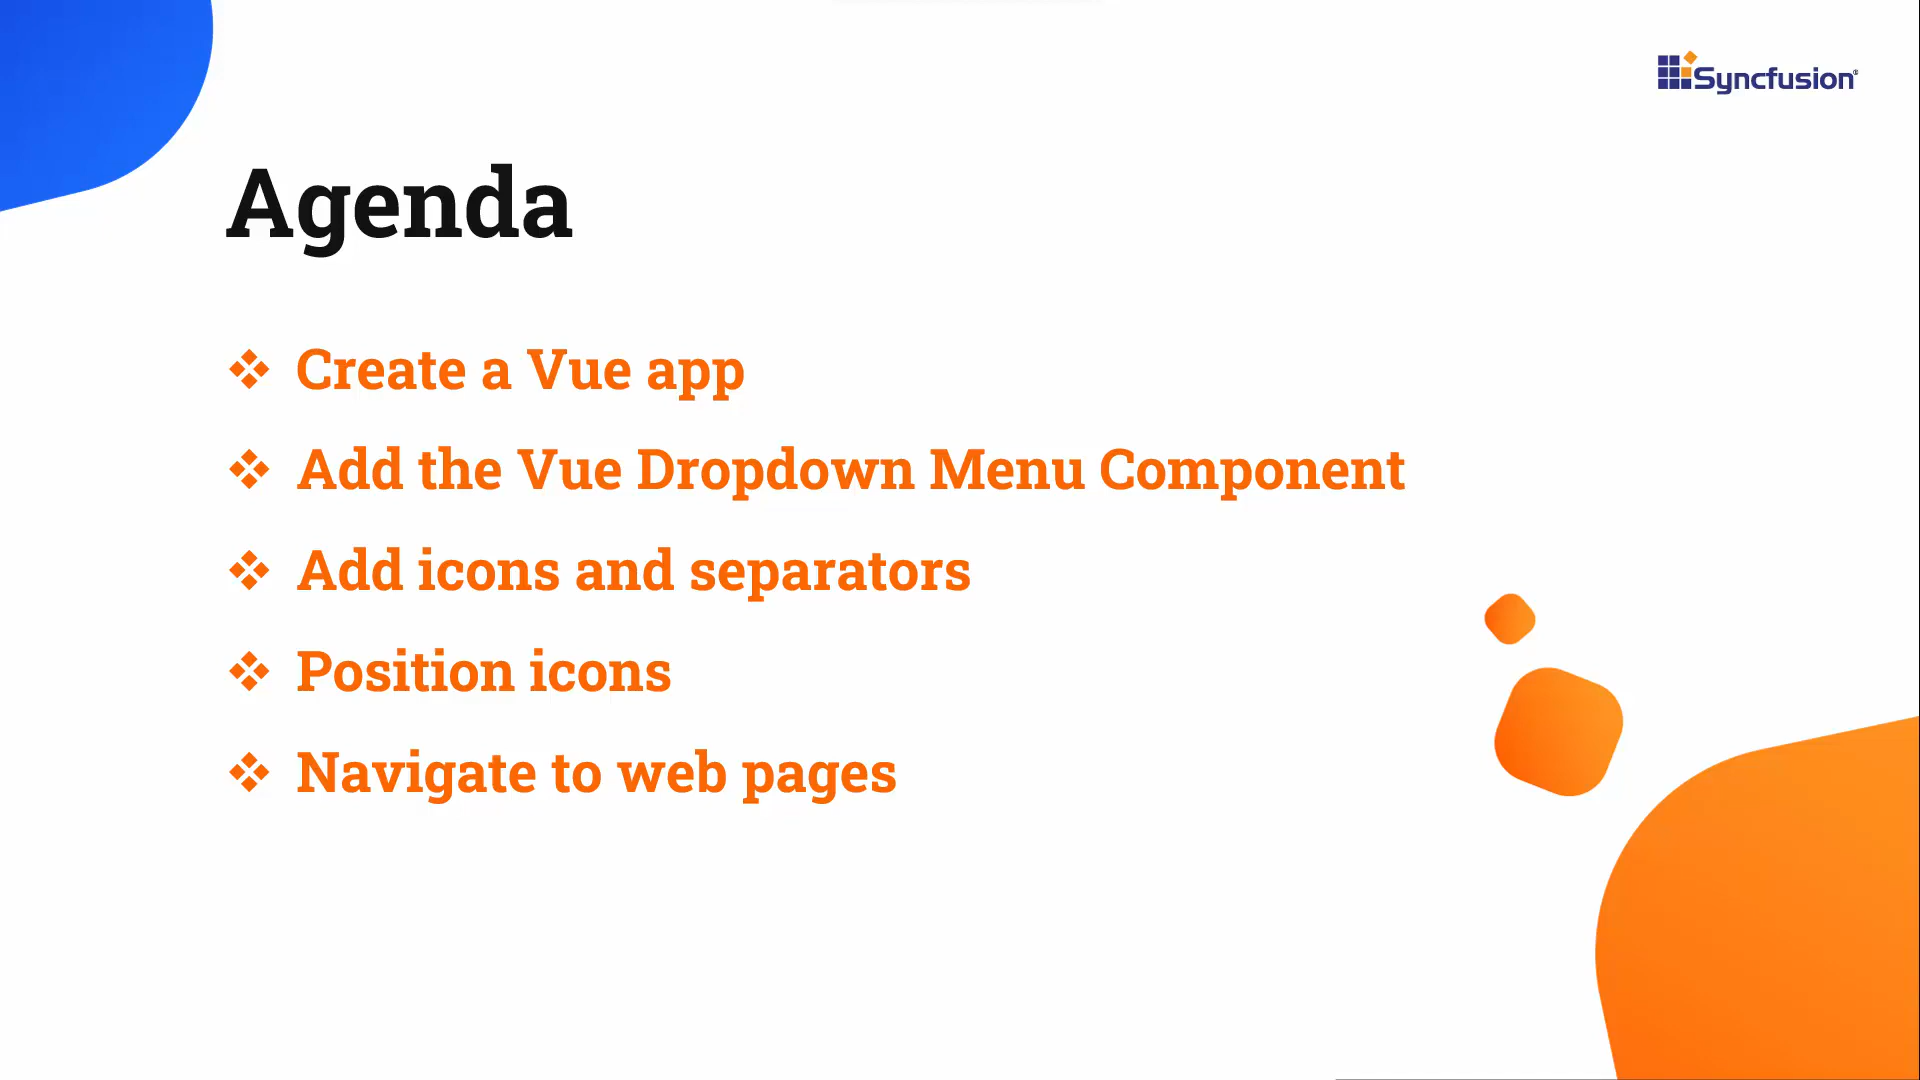 Syncfusion®
Agenda
❖ Create a Vue app
❖ Add the Vue Dropdown Menu Component
❖ Add icons and separators
❖ Position icons
❖ Navigate to web pages